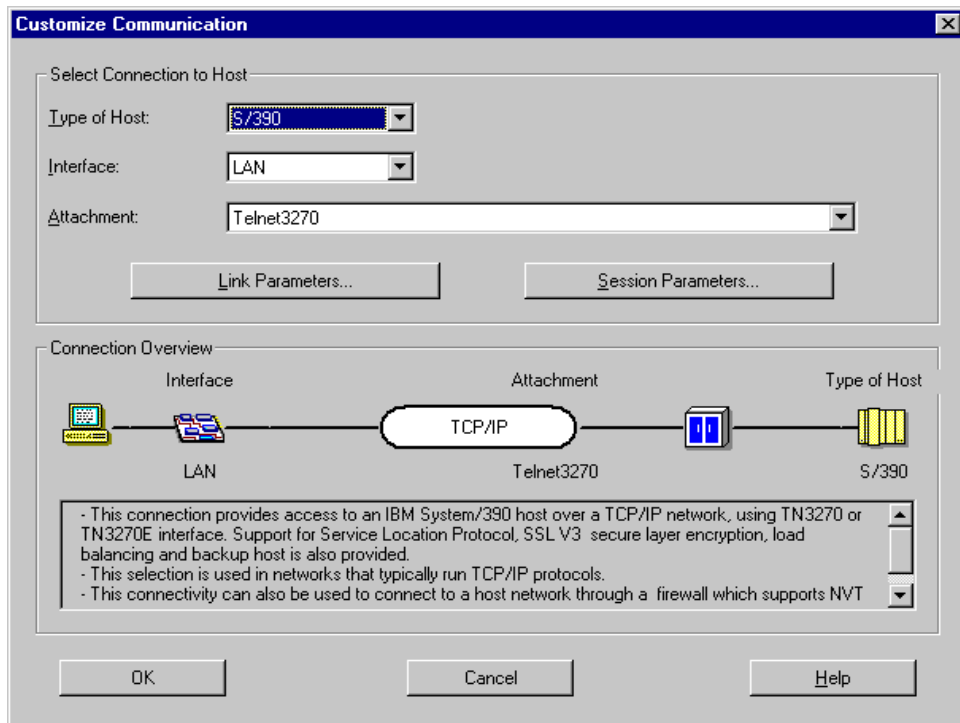 Customize Communication
Select Connection to Host
Type of Host:
S/390
Interface:
LAN
Attachment:
Telnet3270
Link Parameters...
Session Parameters...
Connection Overview
Interface
Attachment
Type of Host
TCP/IP
LAN
Telnet3270
S/390
- This connection provides access to an IBM System/390 host over a TCP/IP network, using TN3270 or
TN3270E interface. Support for Service Location Protocol, SSL V3 secure layer encryption, load
balancing and backup host is also provided.
- This selection is used in networks that typically run TCP/IP protocols.
- This connectivity can also be used to connect to a host network through a firewall which supports NVT
OK
Cancel
Help